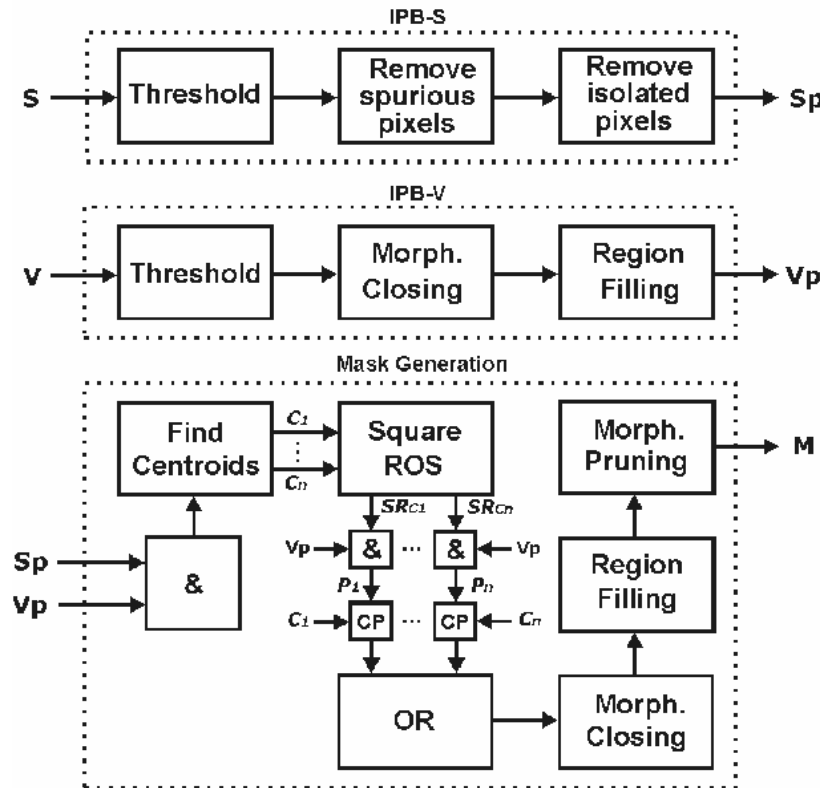 IPB-S
S
Threshold
Remove
spurious
pixels
Remove
isolated
pixels
Sp
IPB-V
V
Threshold
Morph.
Closing
Region
Filling
Vp
Mask Generation
Find
Centroids
C1
⋮
Cn
Square
ROS
Morph.
Pruning
M
SRC1
SRCn
Sp
Vp
&
Vp
&
...
&
Vp
P1
Pn
C1
CP
...
CP
Cn
Region
Filling
OR
Morph.
Closing